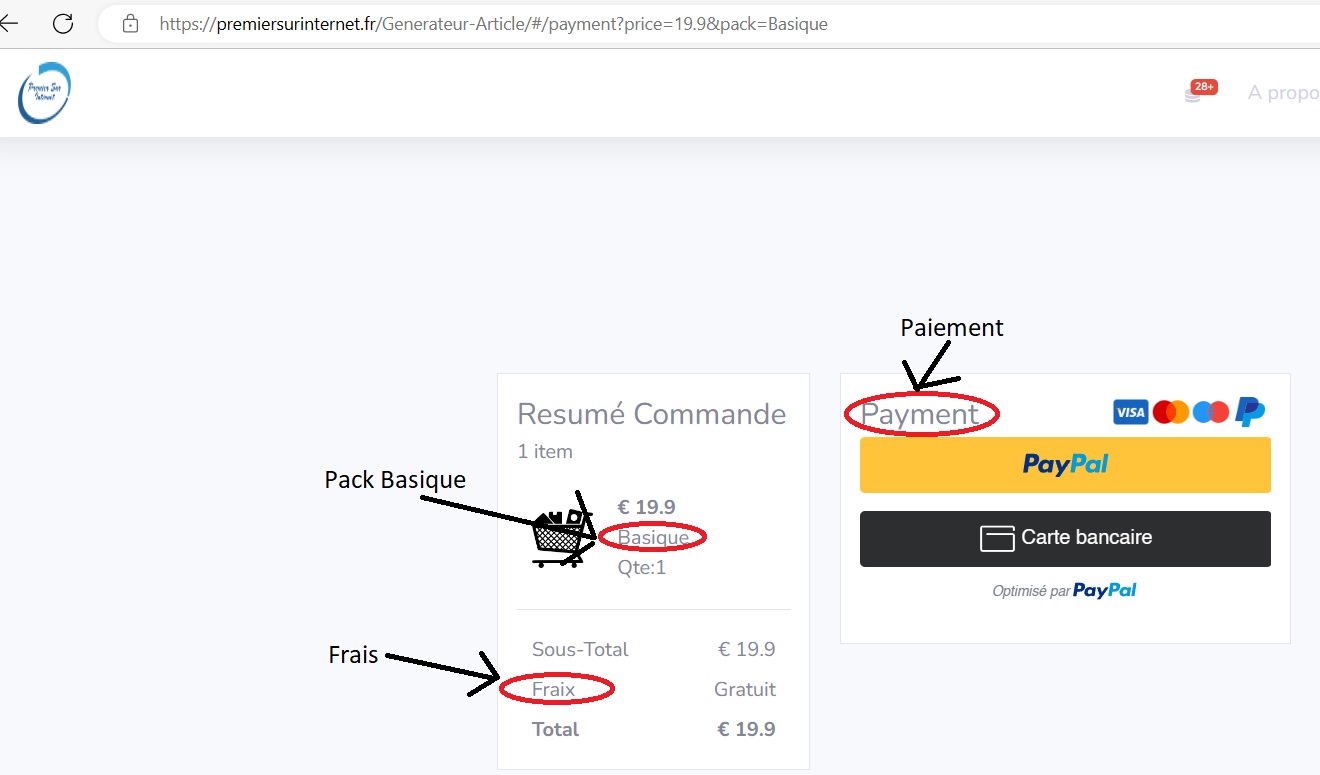 https://premiersurinternet.fr/Generateur-Article/#/payment?price=19.9&pack=Basique
Premier Sur
Internet
28+
A propo
Paiement
Resumé Commande
1 item
Payment
VISA
PayPal
Pack Basique
€ 19.9
Basique
Qte:1
Carte bancaire
Optimisé par PayPal
Frais
Sous-Total € 19.9
Fraix Gratuit
Total € 19.9